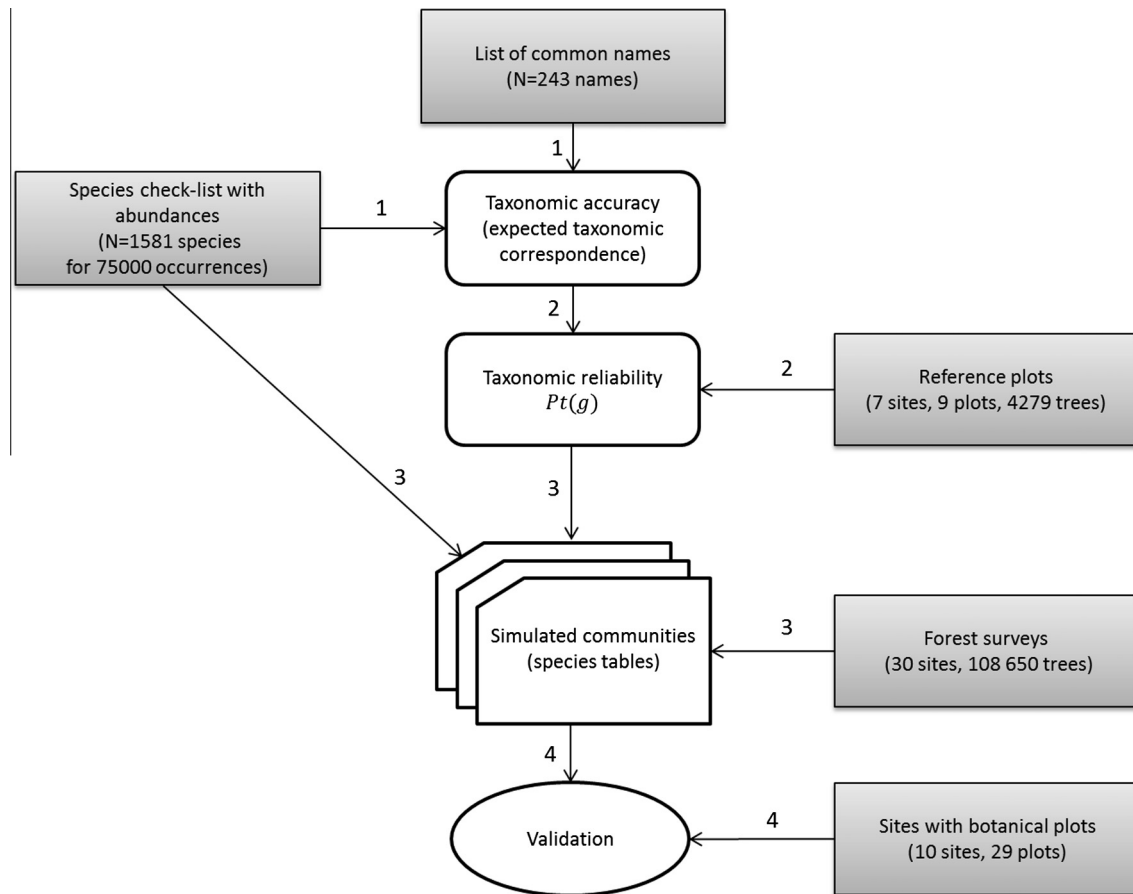 List of common names
(N=243 names)
1
Species check-list with
abundances
(N=1581 species
for 75000 occurrences)
1
Taxonomic accuracy
(expected taxonomic
correspondence)
2
Taxonomic reliability
Pt(g)
2
Reference plots
(7 sites, 9 plots, 4279 trees)
3
3
Simulated communities
(species tables)
3
Forest surveys
(30 sites, 108 650 trees)
4
Validation
4
Sites with botanical plots
(10 sites, 29 plots)